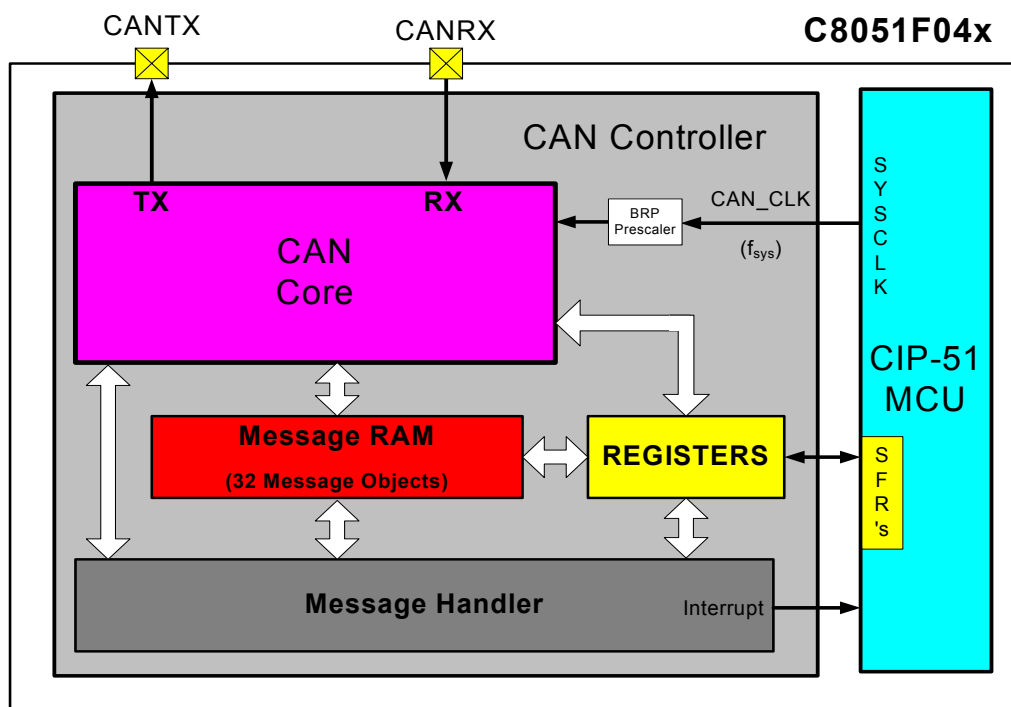 CANTX
CANRX
C8051F04x
CAN Controller
TX
RX
CAN
Core
BRP
Prescaler
CAN_CLK
(fsys)
S
Y
S
C
L
K
CIP-51
MCU
Message RAM
(32 Message Objects)
REGISTERS
S
F
R
's
Message Handler
Interrupt